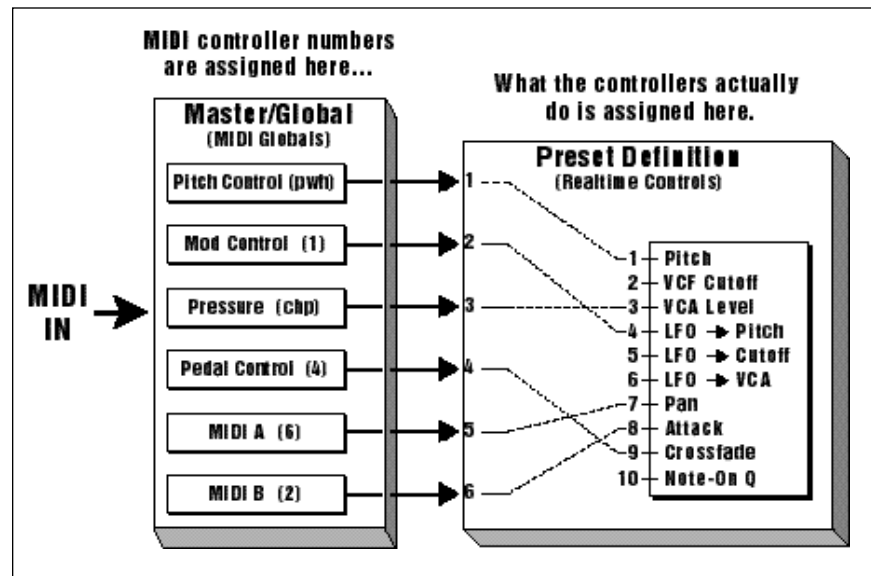 MIDI controller numbers
are assigned here...
What the controllers actually
do is assigned here.
Master/Global
(MIDI Globals)
Pitch Control (pwh)
Mod Control (1)
Pressure (chp)
Pedal Control (4)
MIDI A (6)
MIDI B (2)
MIDI
IN
Preset Definition
(Realtime Controls)
1
2
3
4
5
6
1 Pitch
2 VCF Cutoff
3 VCA Level
4 LFO → Pitch
5 LFO → Cutoff
6 LFO → VCA
7 Pan
8 Attack
9 Crossfade
10 Note-On Q